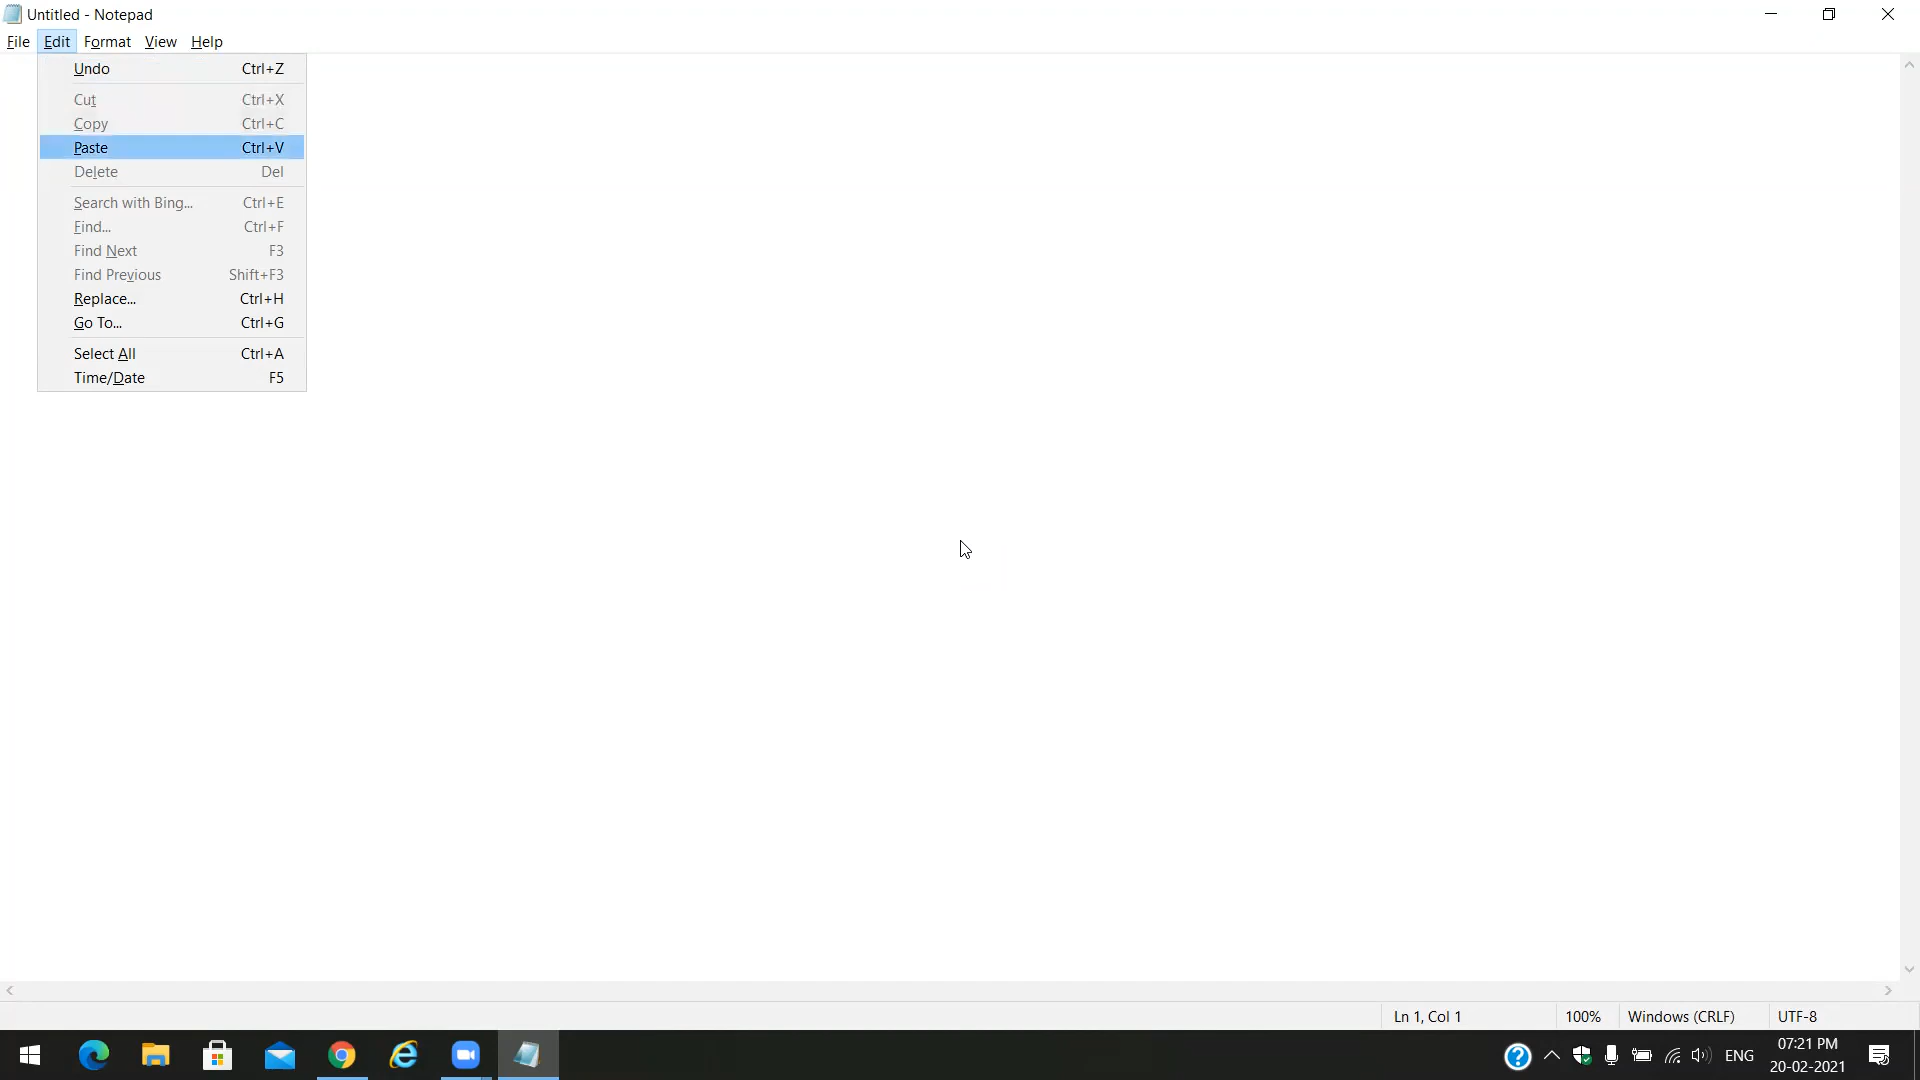 Untitled - Notepad
File Edit Format View Help
Undo Ctrl+Z
Cut Ctrl+X
Copy Ctrl+C
Paste Ctrl+V
Delete Del
Search with Bing... Ctrl+E
Find... Ctrl+F
Find Next F3
Find Previous Shift+F3
Replace... Ctrl+H
Go To... Ctrl+G
Select All Ctrl+A
Time/Date F5
Ln 1, Col 1 100% Windows (CRLF) UTF-8
ENG
07:21 PM
20-02-2021